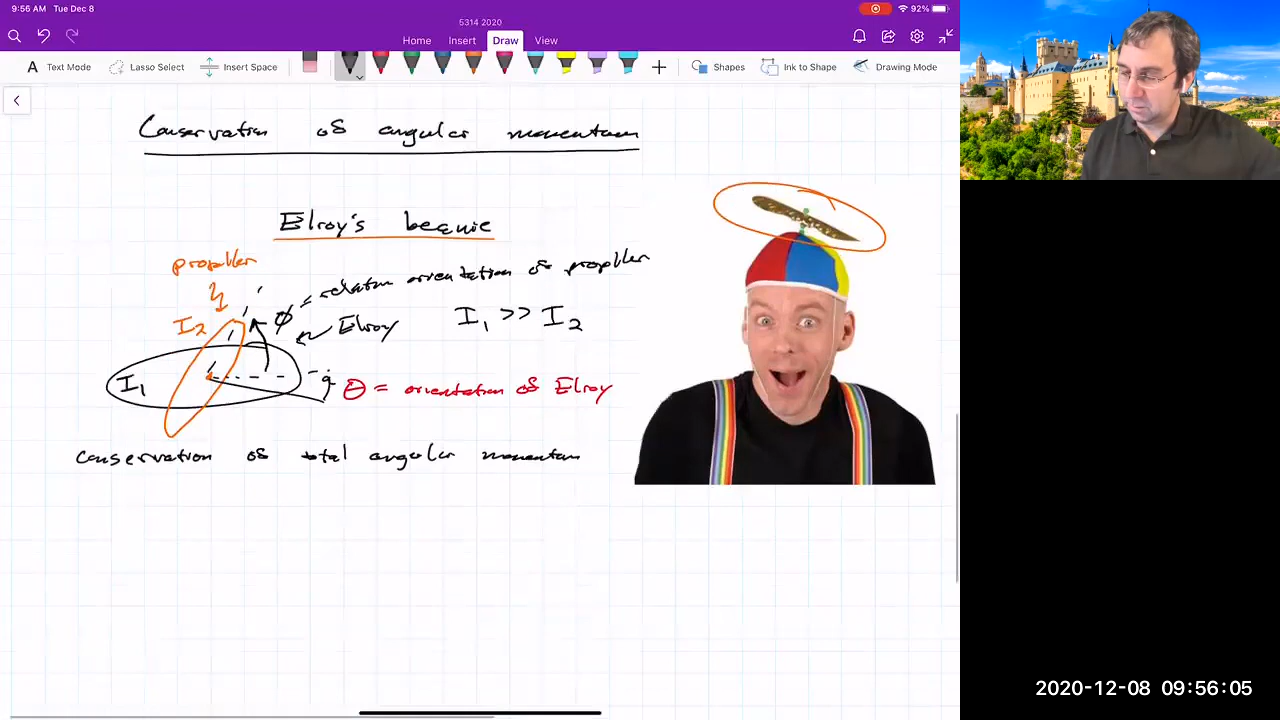 9:56 AM Tue Dec 8
92%
5314 2020
Home Insert Draw View
A Text Mode Lasso Select Insert Space + Shapes Ink to Shape Drawing Mode
Conservation of angular momentum
Elroy's beanie
propeller
ϕ = relative orientation of propeller
I₂ Elroy I₁ >> I₂
I₁
θ = orientation of Elroy
conservation of total angular momentum
2020-12-08 09:56:05